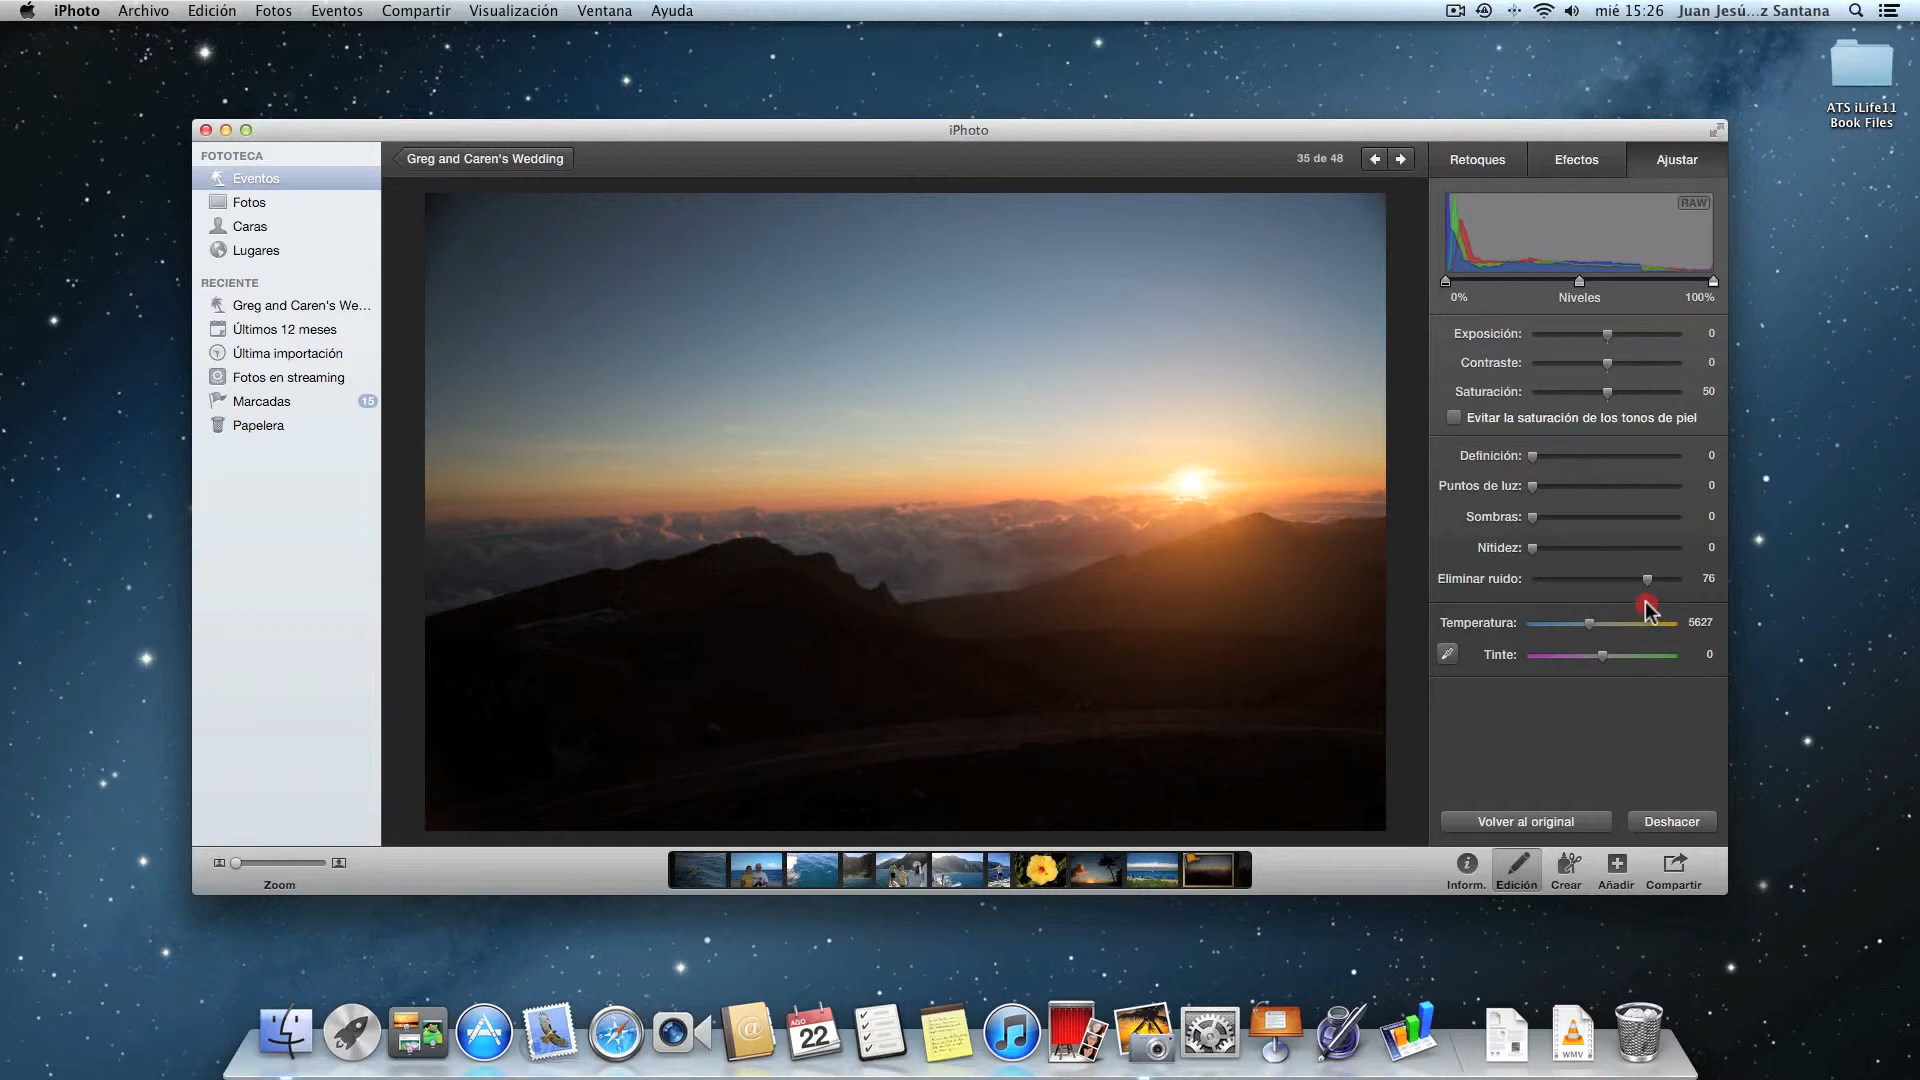 iPhoto Archivo Edición Fotos Eventos Compartir Visualización Ventana Ayuda
mié 15:26 Juan Jesú...z Santana
ATS iLife11
Book Files
iPhoto
FOTOTECA
Eventos
Fotos
Caras
Lugares
RECIENTE
Greg and Caren's We...
Últimos 12 meses
Última importación
Fotos en streaming
Marcadas 15
Papelera
Greg and Caren's Wedding
35 de 48
Retoques Efectos Ajustar
RAW
0% Niveles 100%
Exposición: 0
Contraste: 0
Saturación: 50
Evitar la saturación de los tonos de piel
Definición: 0
Puntos de luz: 0
Sombras: 0
Nitidez: 0
Eliminar ruido: 76
Temperatura: 5627
Tinte: 0
Volver al original Deshacer
Zoom
Inform. Edición Crear Añadir Compartir
AGO
22
WMV